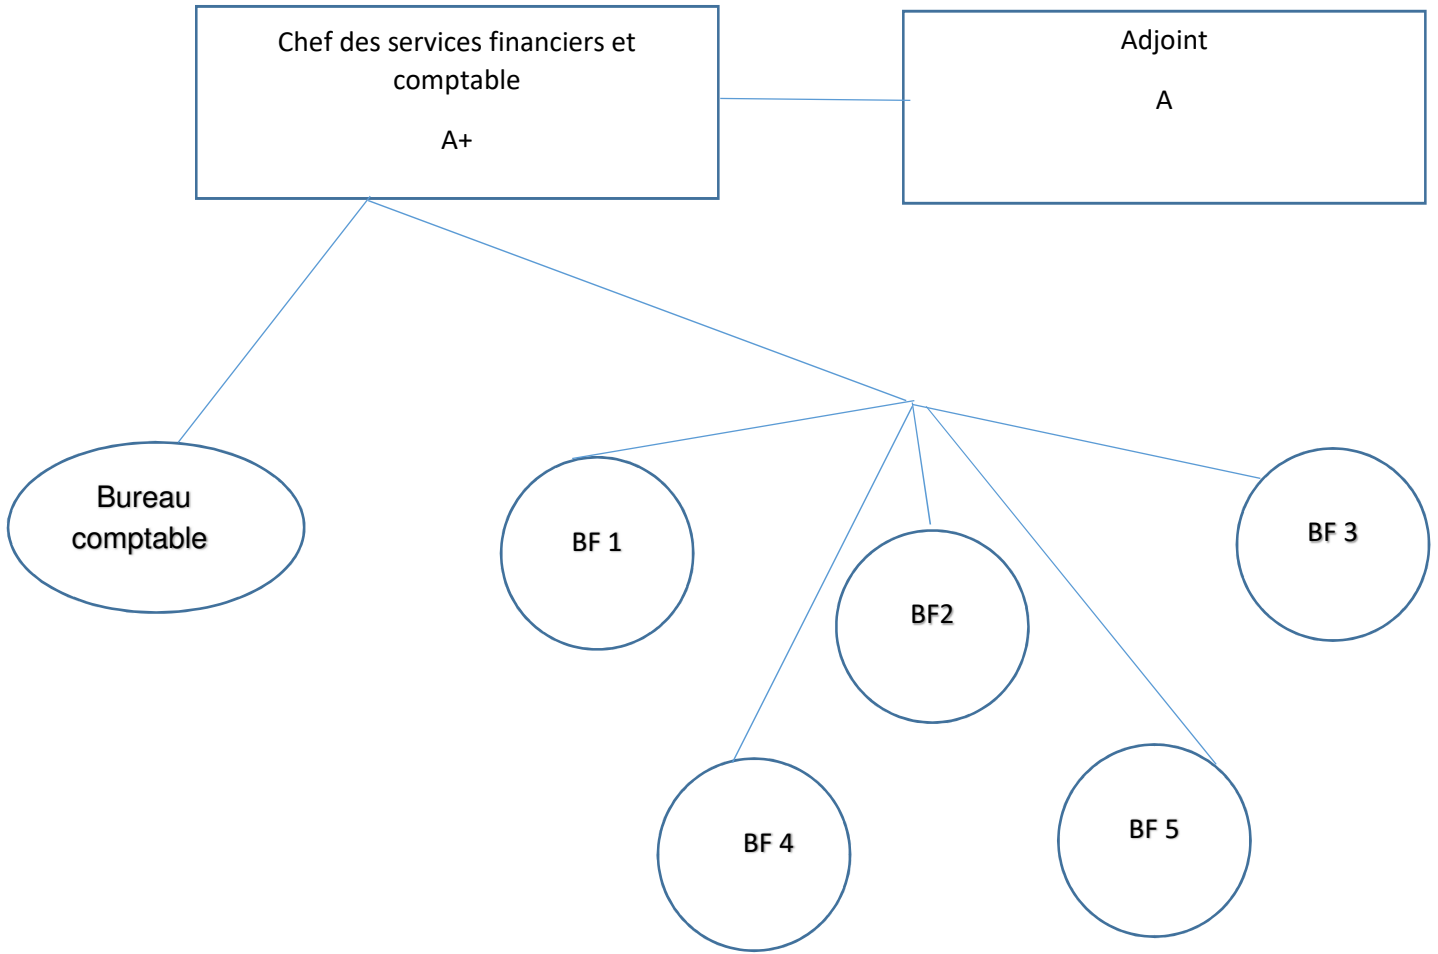 Chef des services financiers et
comptable
A+
Adjoint
A
Bureau
comptable
BF 1
BF2
BF 3
BF 4
BF 5